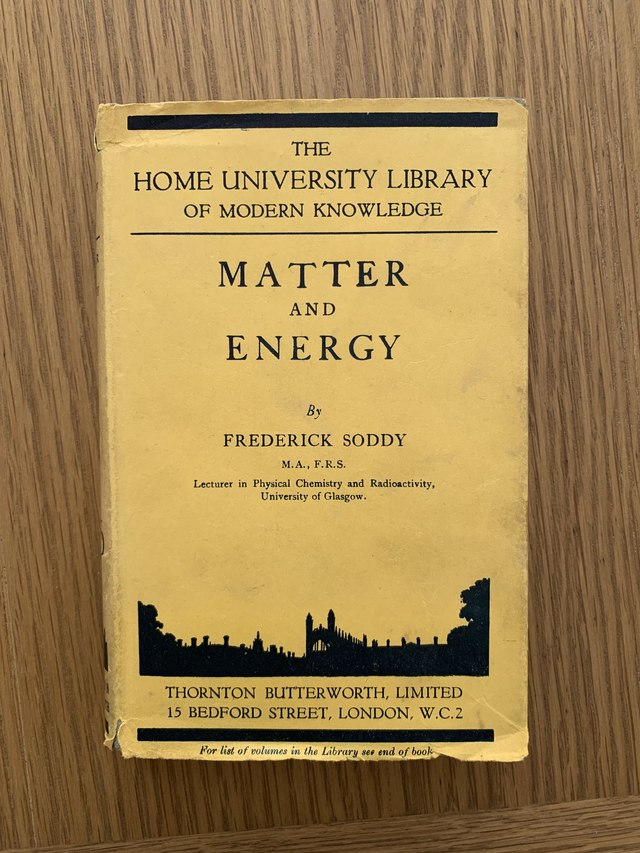 THE
HOME UNIVERSITY LIBRARY
OF MODERN KNOWLEDGE
MATTER
AND
ENERGY
By
FREDERICK SODDY
M.A., F.R.S.
Lecturer in Physical Chemistry and Radioactivity,
University of Glasgow.
THORNTON BUTTERWORTH, LIMITED
15 BEDFORD STREET, LONDON, W.C.2
For list of volumes in the Library see end of book